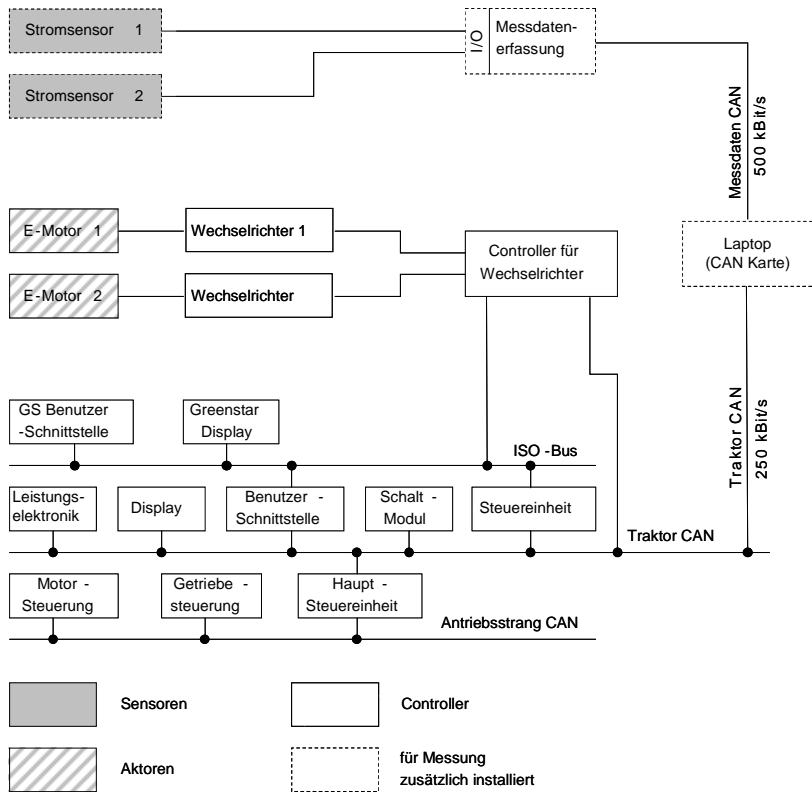 Stromsensor 1
I/O
Messdaten-
erfassung
Stromsensor 2
Messdaten CAN
500 kBit/s
E-Motor 1
Wechselrichter 1
Controller für
Wechselrichter
Laptop
(CAN Karte)
E-Motor 2
Wechselrichter
GS Benutzer
-Schnittstelle
Greenstar
Display
Traktor CAN
250 kBit/s
ISO -Bus
Leistungs-
elektronik
Display
Benutzer -
Schnittstelle
Schalt -
Modul
Steuereinheit
Traktor CAN
Motor -
Steuerung
Getriebe -
steuerung
Haupt -
Steuereinheit
Antriebsstrang CAN
Sensoren
Controller
Aktoren
für Messung
zusätzlich installiert